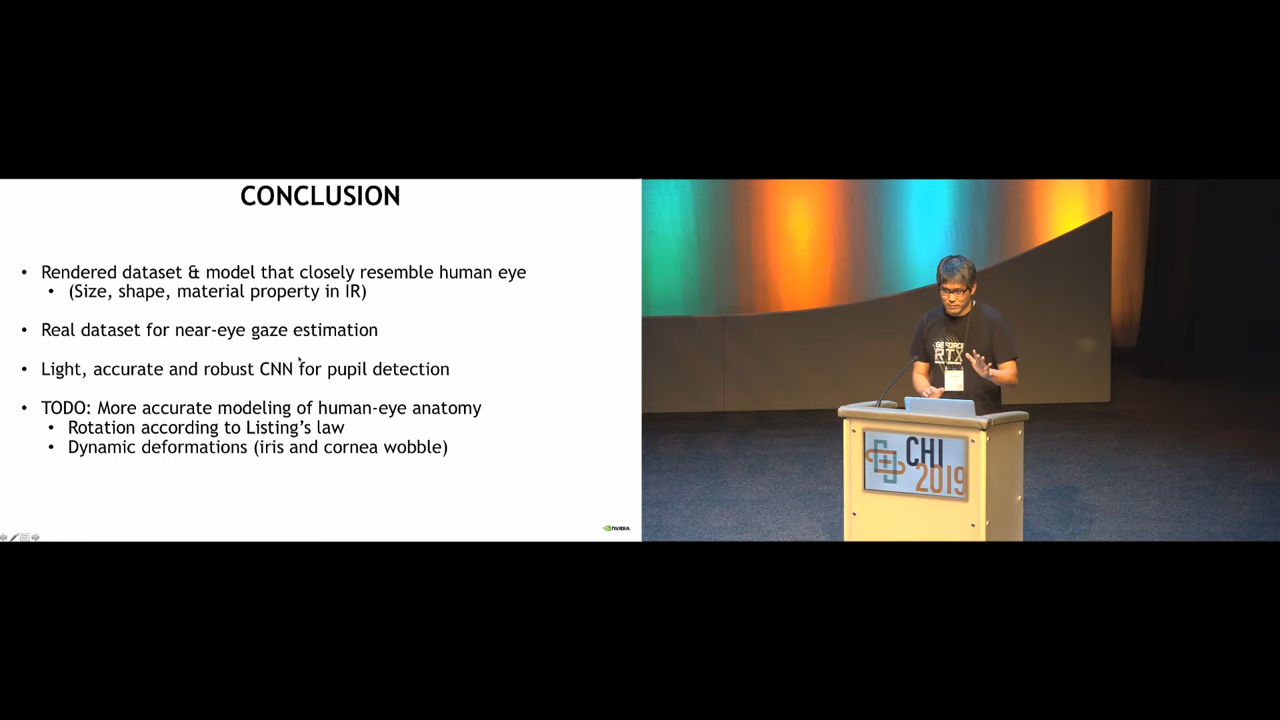 CONCLUSION
• Rendered dataset & model that closely resemble human eye
• (Size, shape, material property in IR)
• Real dataset for near-eye gaze estimation
• Light, accurate and robust CNN for pupil detection
• TODO: More accurate modeling of human-eye anatomy
• Rotation according to Listing's law
• Dynamic deformations (iris and cornea wobble)
NVIDIA
GEFORCE
RTX
CHI
2019